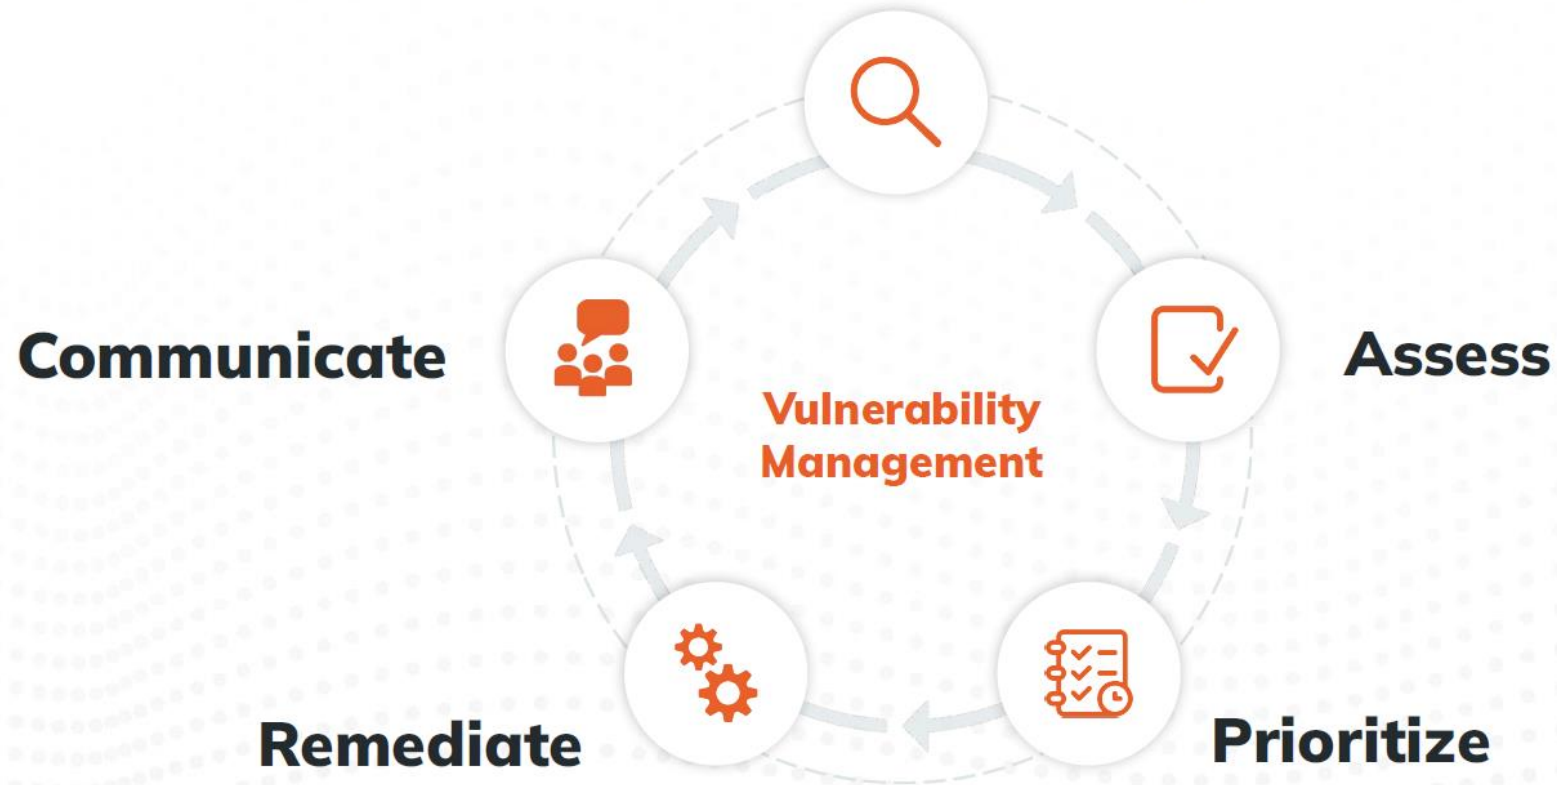 Communicate
Assess
Vulnerability
Management
Remediate
Prioritize